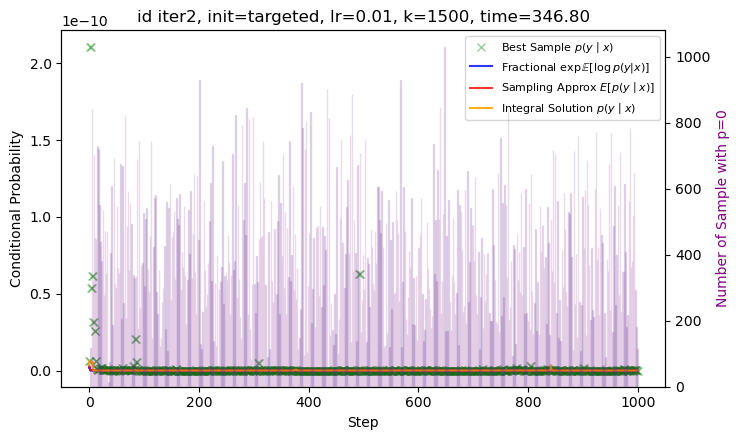 id iter2, init=targeted, lr=0.01, k=1500, time=346.80
1e−10
2.0
1.5
1.0
0.5
0.0
Conditional Probability
0
200
400
600
800
1000
Step
1000
800
600
400
200
0
Number of Sample with p=0
Best Sample p(y | x)
Fractional exp𝔼[log p(y|x)]
Sampling Approx E[p(y | x)]
Integral Solution p(y | x)